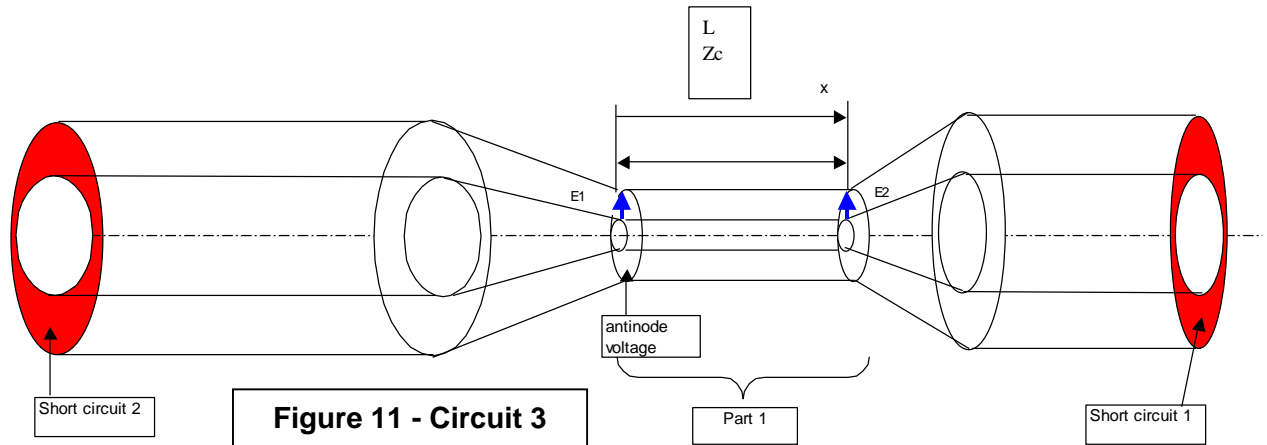 L
Zc
x
E1
E2
antinode
voltage
Short circuit 2
Figure 11 - Circuit 3
Part 1
Short circuit 1